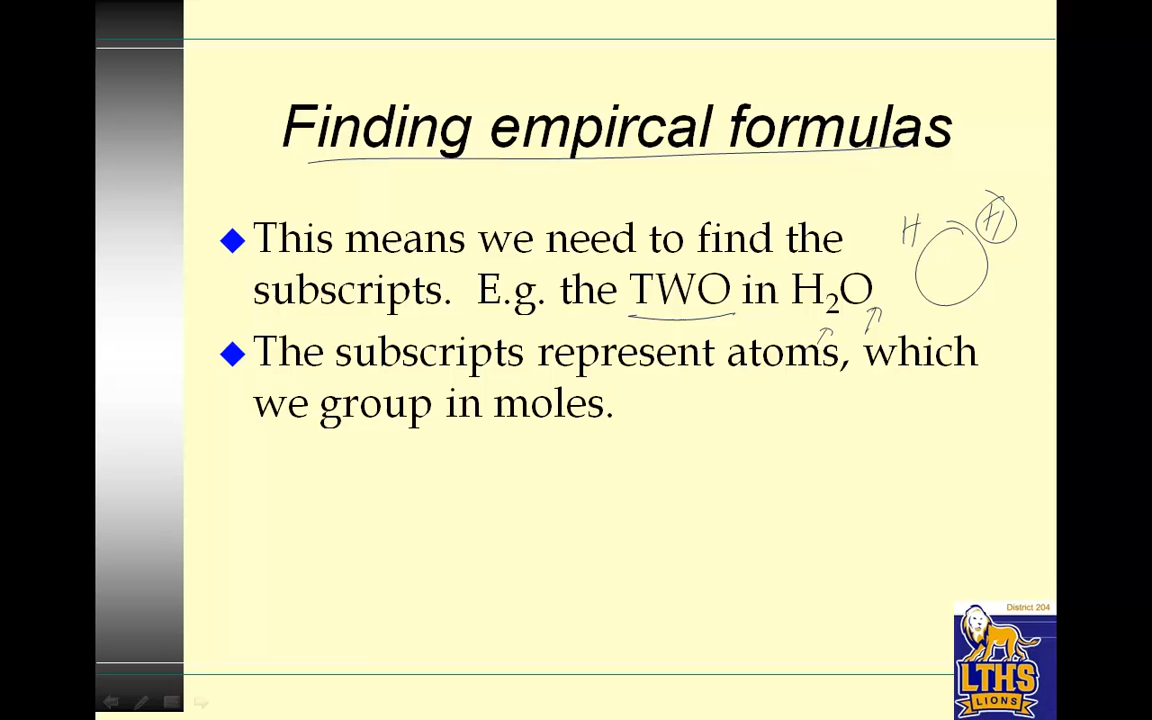 Finding empircal formulas
This means we need to find the
subscripts. E.g. the TWO in H₂O
The subscripts represent atoms, which
we group in moles.
H
H
District 204
LTHS
LIONS